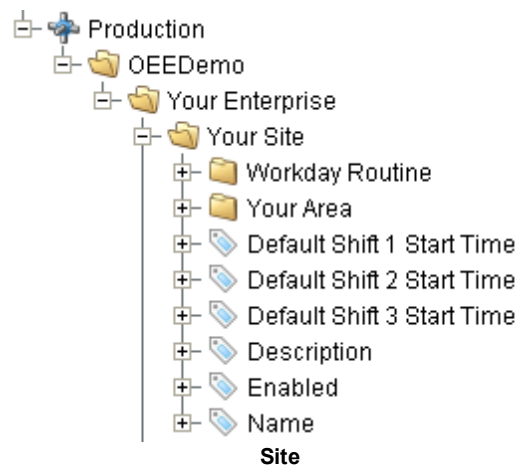 Production
OEEDemo
Your Enterprise
Your Site
Workday Routine
Your Area
Default Shift 1 Start Time
Default Shift 2 Start Time
Default Shift 3 Start Time
Description
Enabled
Name
Site